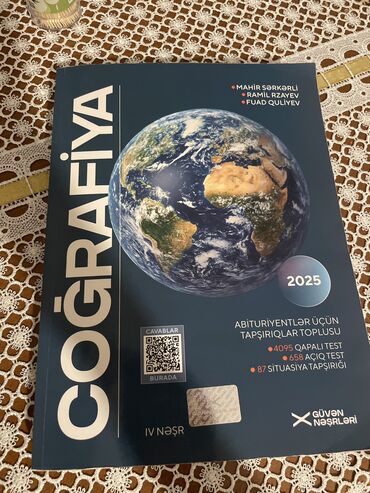 • MAHİR SƏRKƏRLİ
• RAMİL RZAYEV
• FUAD QULİYEV
COĞRAFİYA
2025
ABİTURİYENTLƏR ÜÇÜN
TAPŞIRIQLAR TOPLUSU
• 4095 QAPALI TEST
• 658 AÇIQ TEST
• 87 SİTUASİYA TAPŞIRIĞI
CAVABLAR
BURADA
IV NƏŞR
GÜVƏN
NƏŞRLƏRİ